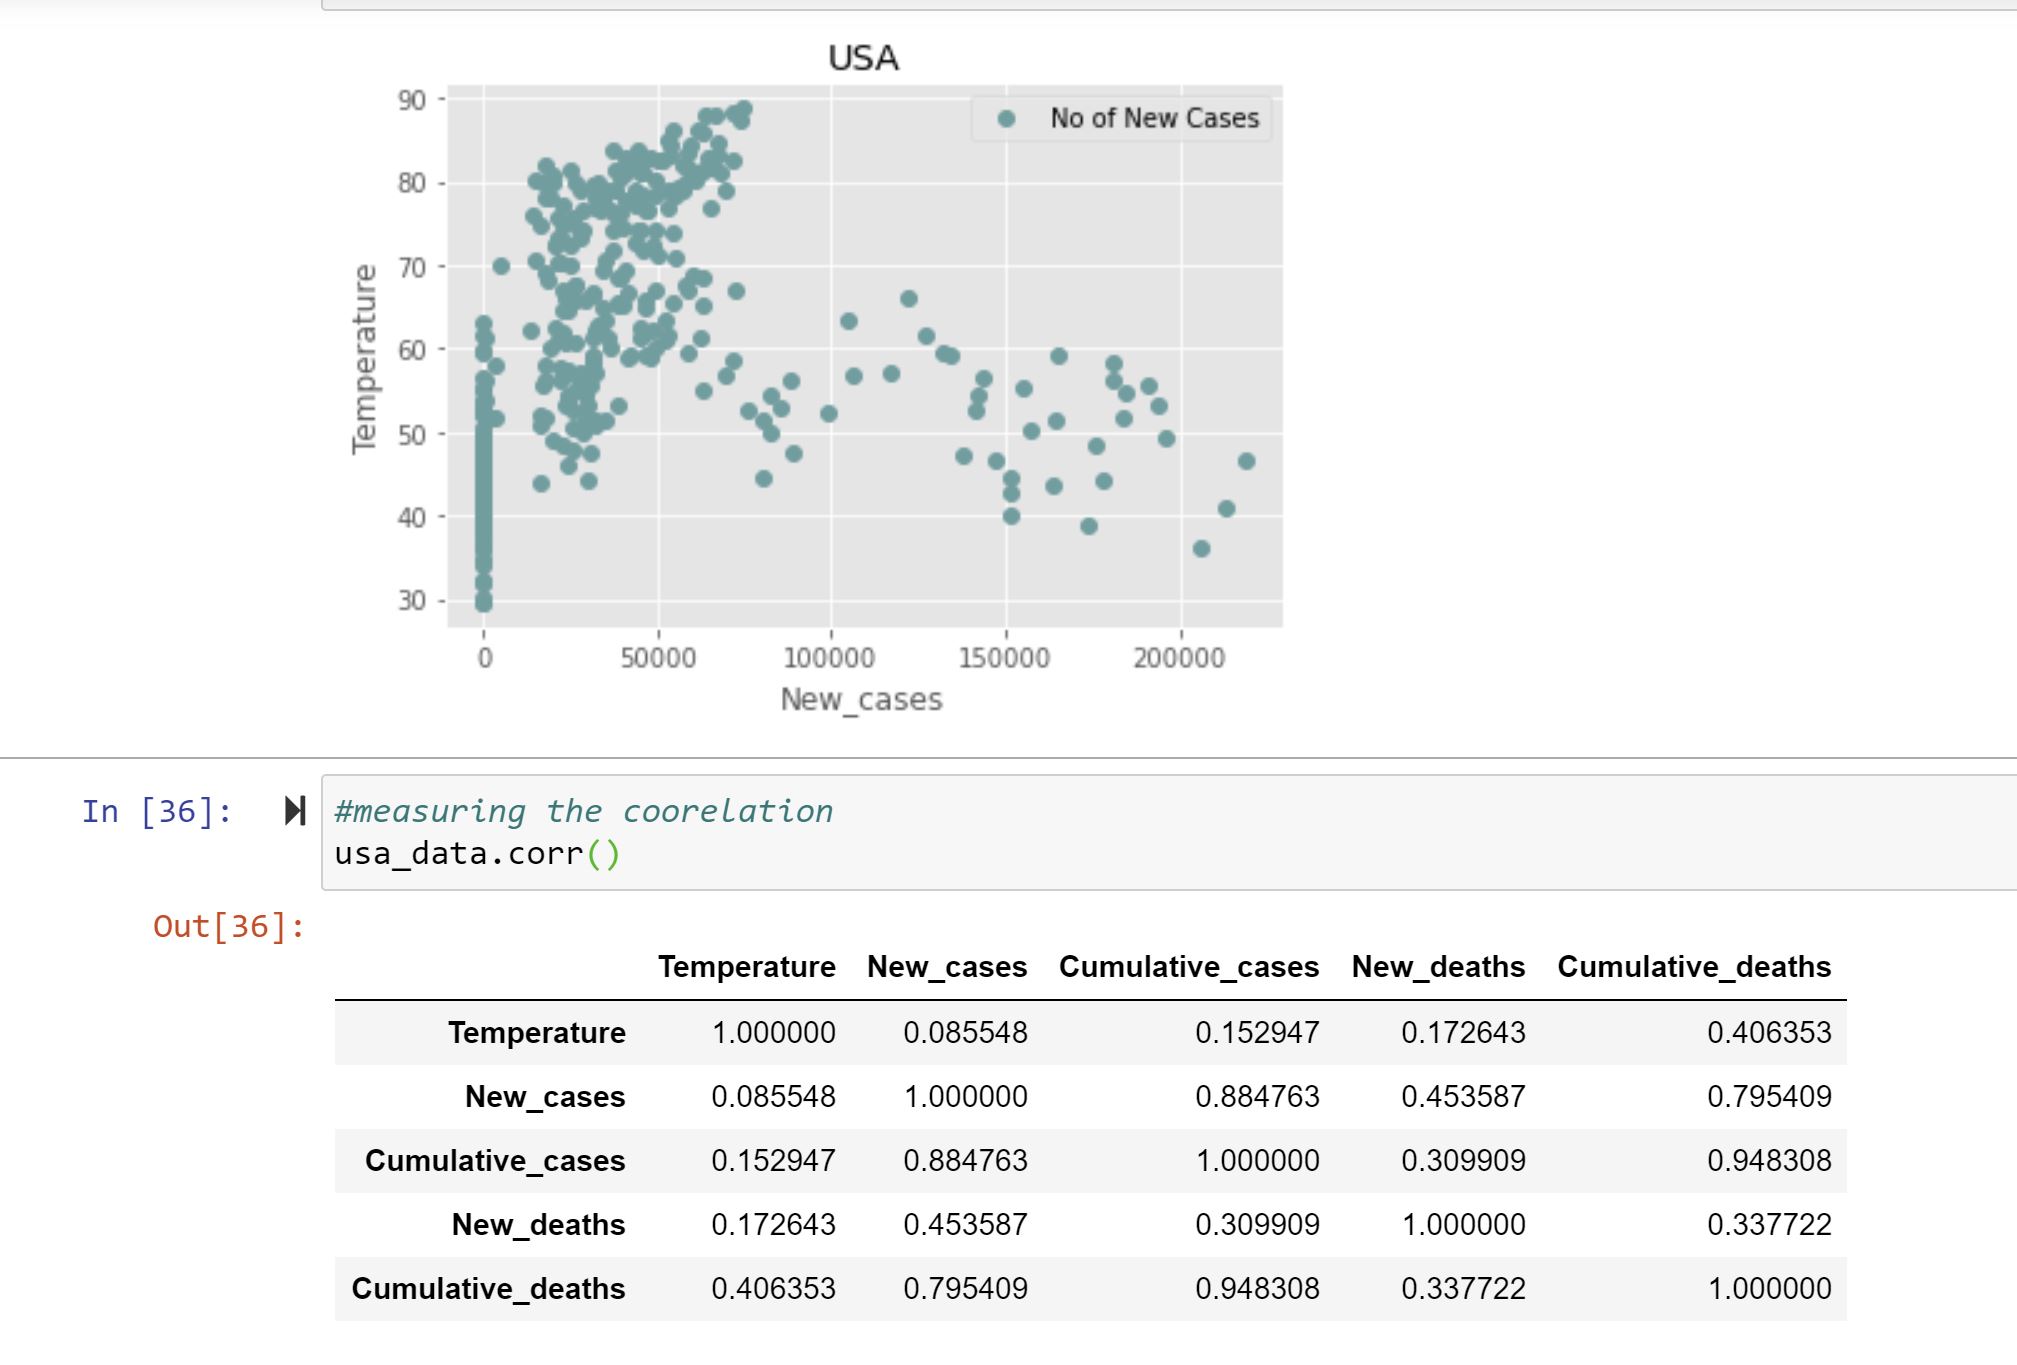 USA
90
No of New Cases
80
70
60
50
40
30
Temperature
0 50000 100000 150000 200000
New_cases
In [36]: #measuring the coorelation
usa_data.corr()
Out[36]:
Temperature New_cases Cumulative_cases New_deaths Cumulative_deaths
Temperature 1.000000 0.085548 0.152947 0.172643 0.406353
New_cases 0.085548 1.000000 0.884763 0.453587 0.795409
Cumulative_cases 0.152947 0.884763 1.000000 0.309909 0.948308
New_deaths 0.172643 0.453587 0.309909 1.000000 0.337722
Cumulative_deaths 0.406353 0.795409 0.948308 0.337722 1.000000